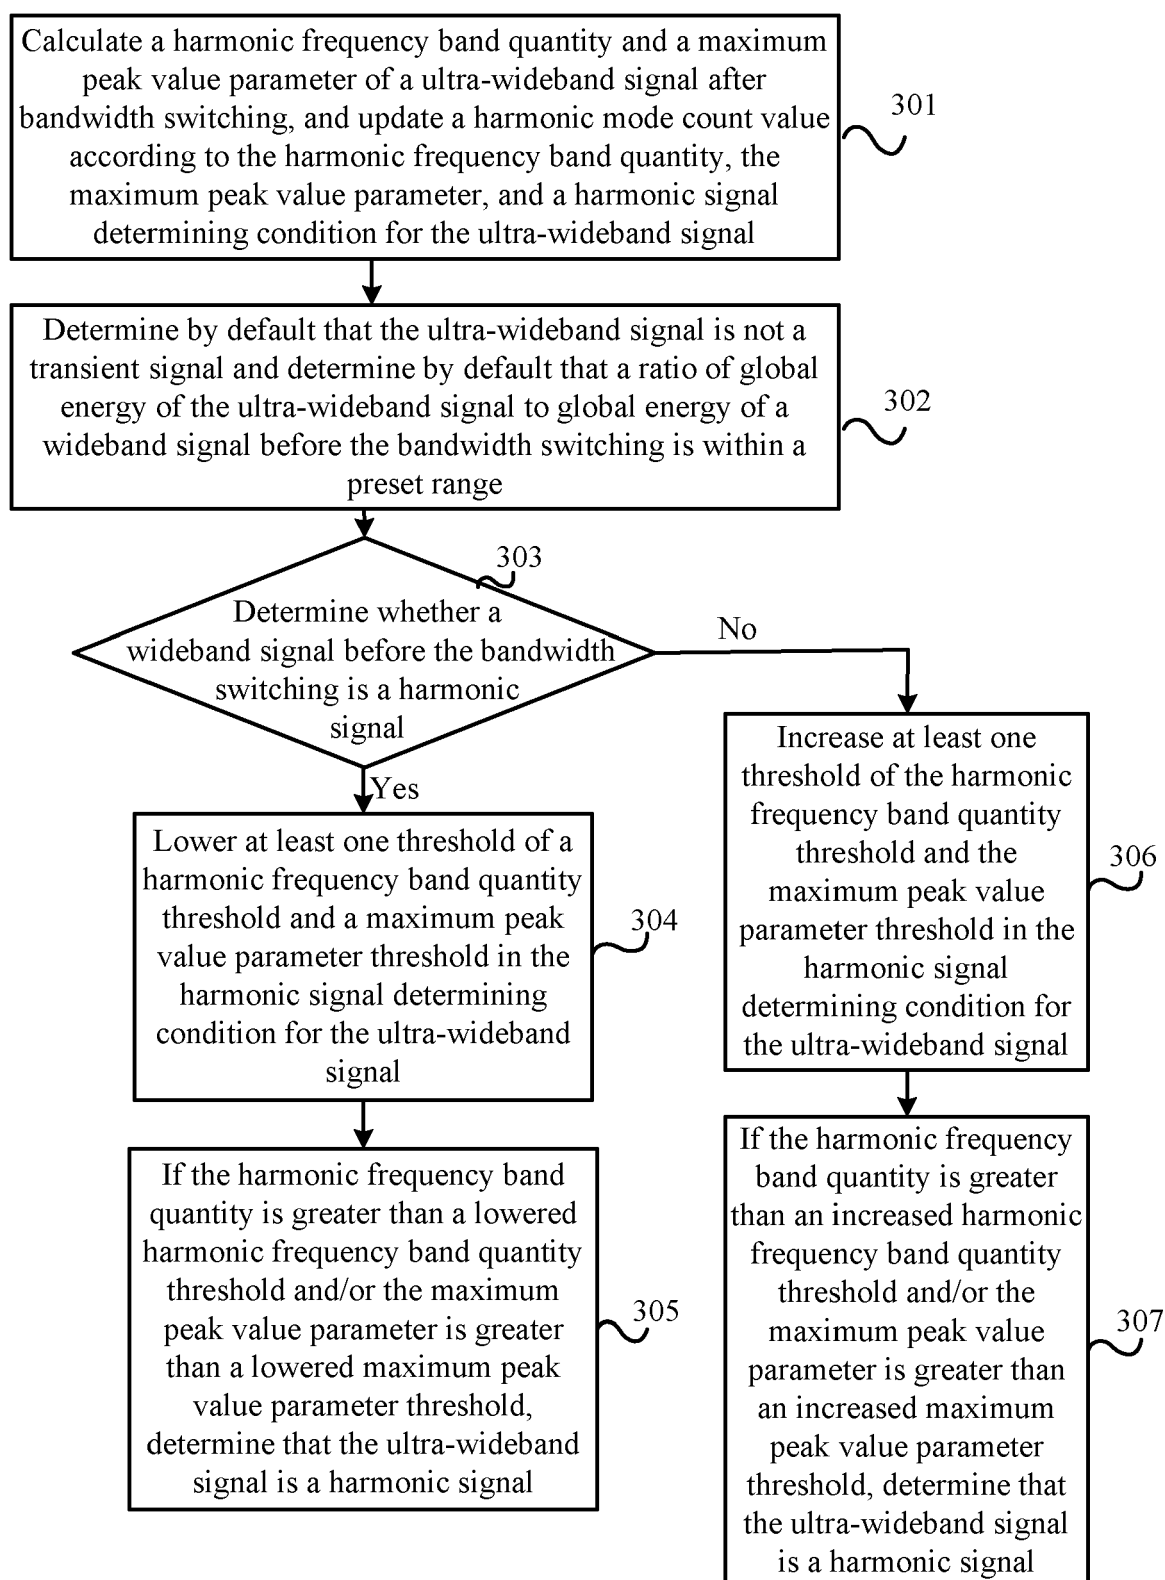 Calculate a harmonic frequency band quantity and a maximum
peak value parameter of a ultra-wideband signal after
bandwidth switching, and update a harmonic mode count value
according to the harmonic frequency band quantity, the
maximum peak value parameter, and a harmonic signal
determining condition for the ultra-wideband signal
301
Determine by default that the ultra-wideband signal is not a
transient signal and determine by default that a ratio of global
energy of the ultra-wideband signal to global energy of a
wideband signal before the bandwidth switching is within a
preset range
302
303
Determine whether a
wideband signal before the bandwidth
switching is a harmonic
signal
No
Yes
Lower at least one threshold of a
harmonic frequency band quantity
threshold and a maximum peak
value parameter threshold in the
harmonic signal determining
condition for the ultra-wideband
signal
304
If the harmonic frequency band
quantity is greater than a lowered
harmonic frequency band quantity
threshold and/or the maximum
peak value parameter is greater
than a lowered maximum peak
value parameter threshold,
determine that the ultra-wideband
signal is a harmonic signal
305
Increase at least one
threshold of the harmonic
frequency band quantity
threshold and the
maximum peak value
parameter threshold in the
harmonic signal
determining condition for
the ultra-wideband signal
306
If the harmonic frequency
band quantity is greater
than an increased harmonic
frequency band quantity
threshold and/or the
maximum peak value
parameter is greater than
an increased maximum
peak value parameter
threshold, determine that
the ultra-wideband signal
is a harmonic signal
307